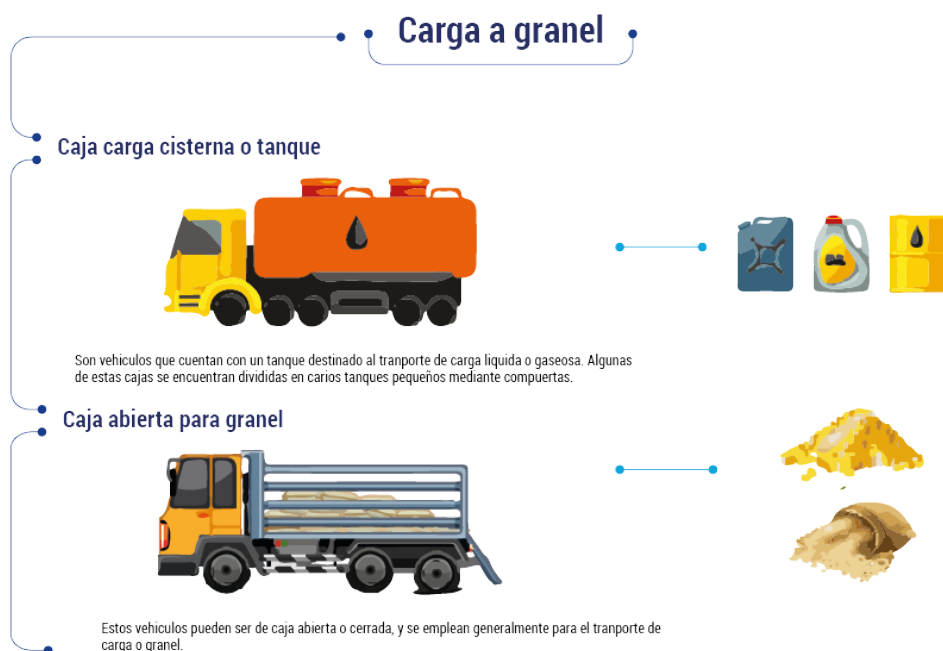 Carga a granel
Caja carga cisterna o tanque
Son vehiculos que cuentan con un tanque destinado al tranporte de carga liquida o gaseosa. Algunas
de estas cajas se encuentran divididas en carios tanques pequeños mediante compuertas.
Caja abierta para granel
Estos vehiculos pueden ser de caja abierta o cerrada, y se emplean generalmente para el tranporte de
carga o granel.